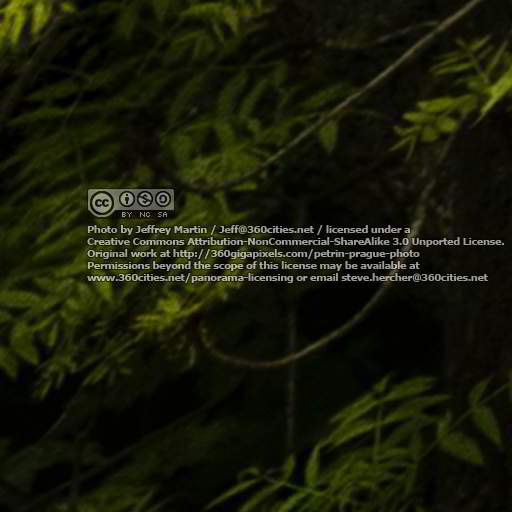 cc
BY NC SA
Photo by Jeffrey Martin / Jeff@360cities.net / licensed under a
Creative Commons Attribution-NonCommercial-ShareAlike 3.0 Unported License.
Original work at http://360gigapixels.com/petrin-prague-photo
Permissions beyond the scope of this license may be available at
www.360cities.net/panorama-licensing or email steve.hercher@360cities.net